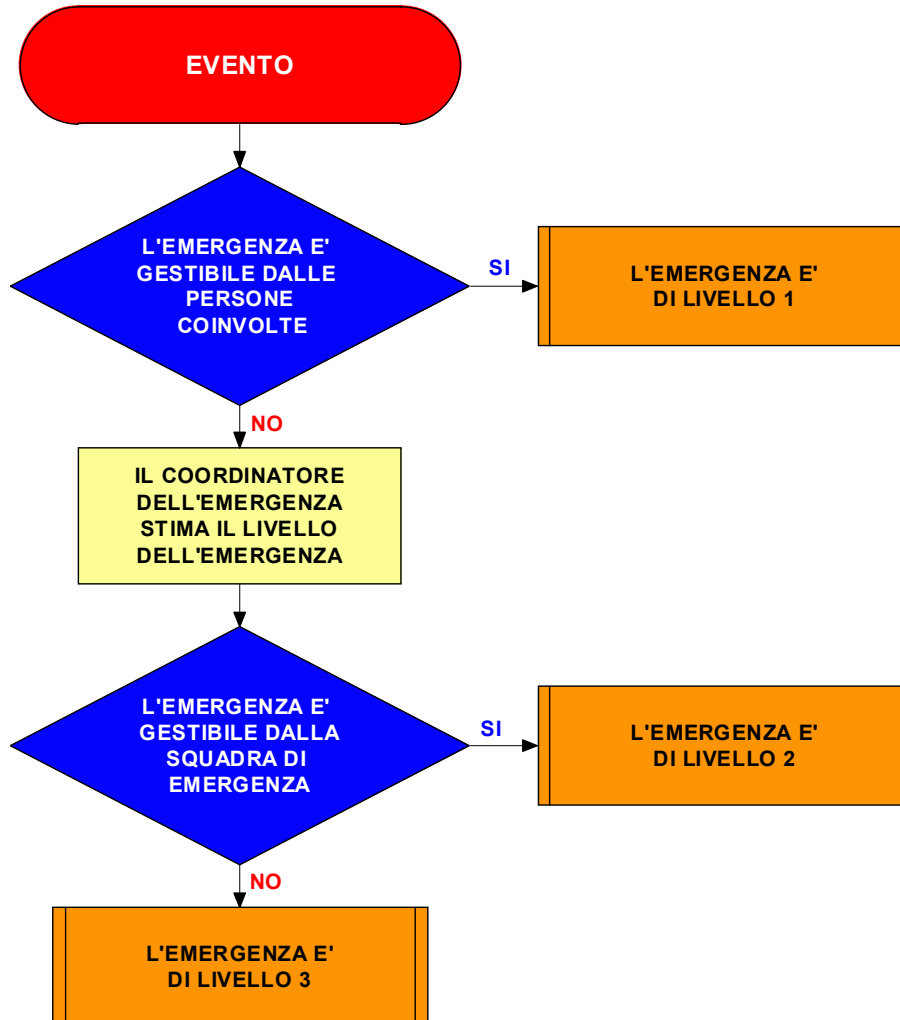 EVENTO
L'EMERGENZA E'
GESTIBILE DALLE
PERSONE
COINVOLTE
SI
L'EMERGENZA E'
DI LIVELLO 1
NO
IL COORDINATORE
DELL'EMERGENZA
STIMA IL LIVELLO
DELL'EMERGENZA
L'EMERGENZA E'
GESTIBILE DALLA
SQUADRA DI
EMERGENZA
SI
L'EMERGENZA E'
DI LIVELLO 2
NO
L'EMERGENZA E'
DI LIVELLO 3